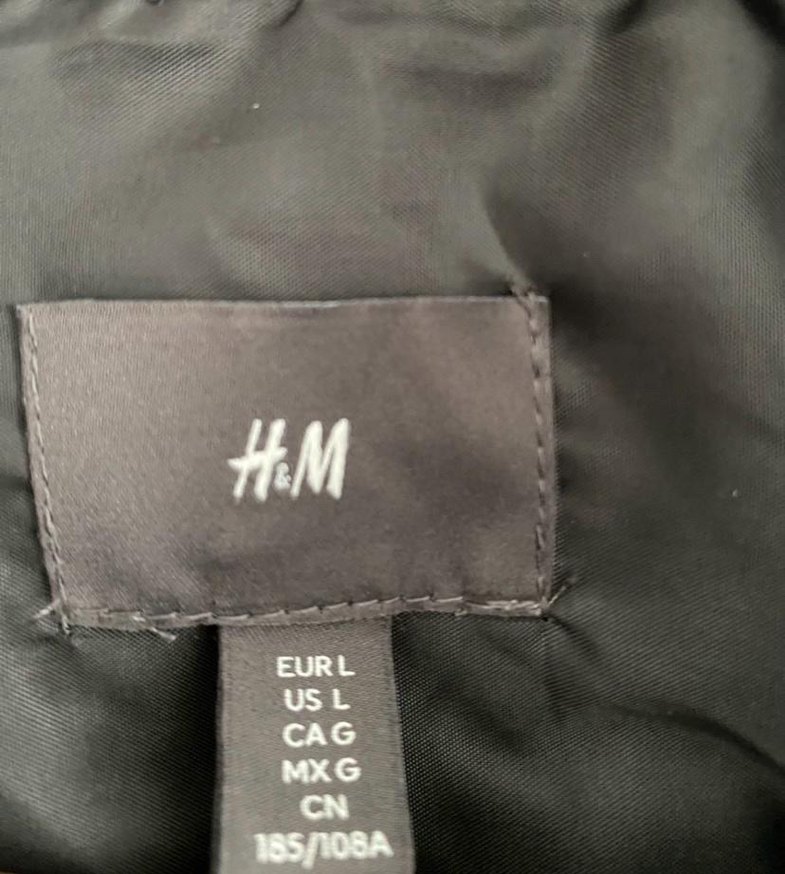 H&M
EUR L
US L
CA G
MX G
CN
185/108A